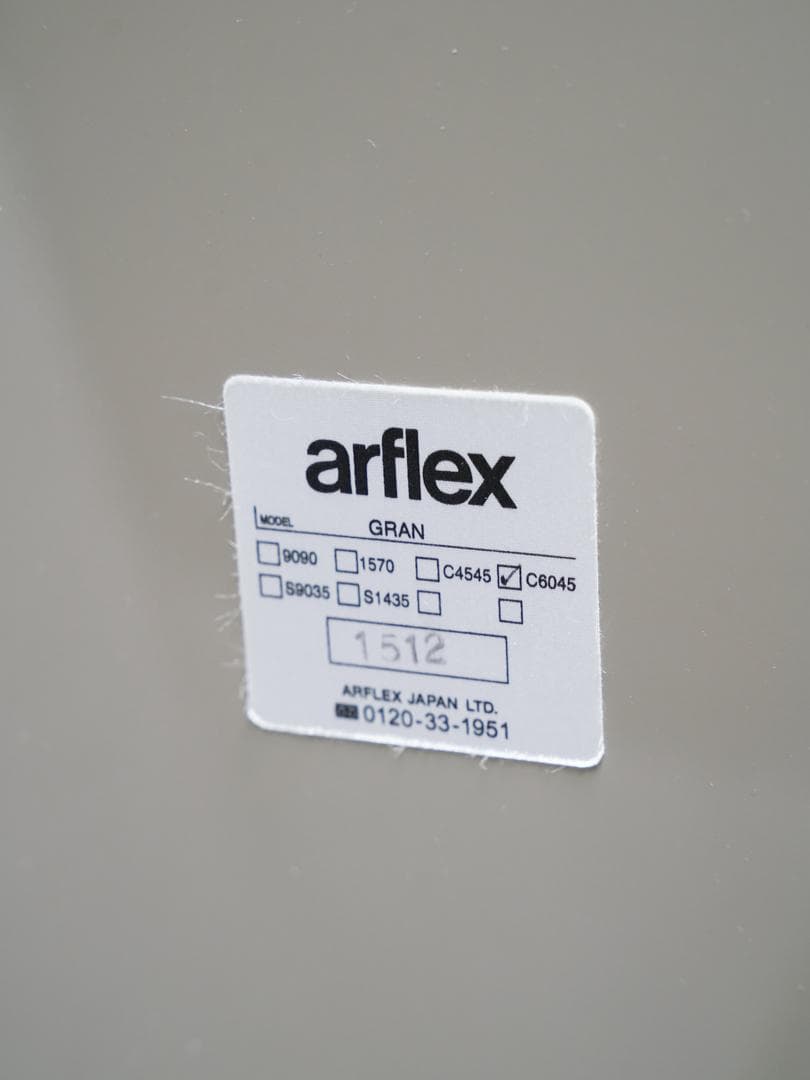 arflex
MODEL GRAN
☐9090 ☐1570 ☐C4545 ☑C6045
☐S9035 ☐S1435 ☐ ☐
1512
ARFLEX JAPAN LTD.
0120-33-1951